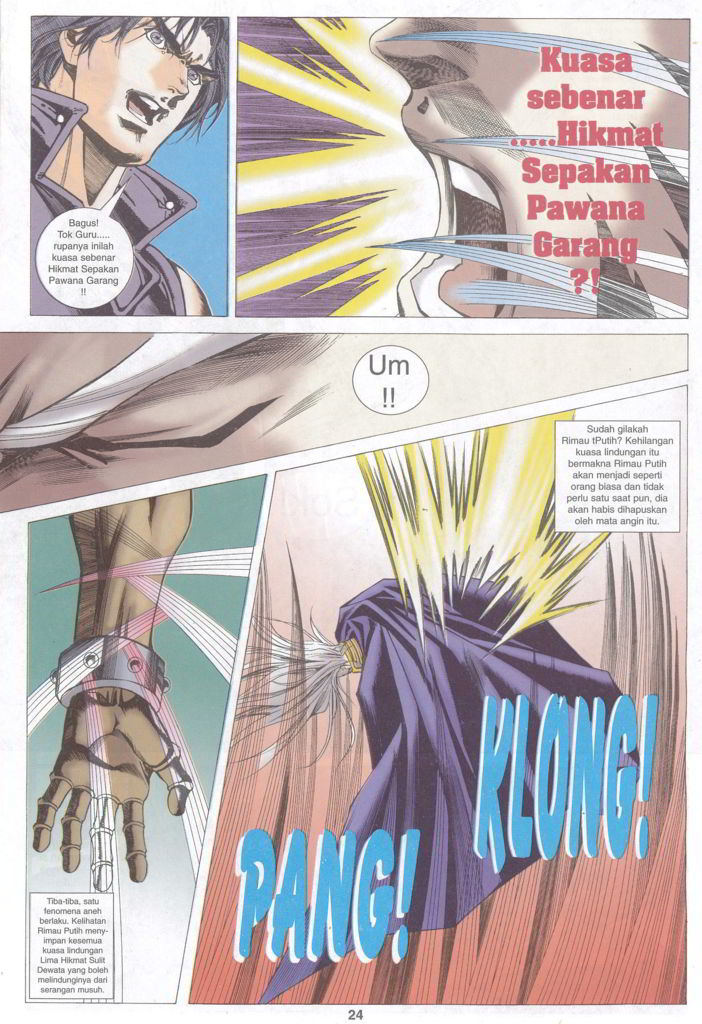 Bagus!
Tok Guru.....
rupanya inilah
kuasa sebenar
Hikmat Sepakan
Pawana Garang
!!
Kuasa
sebenar
.....Hikmat
Sepakan
Pawana
Garang
?!
Um
!!
Sudah gilakah
Rimau tPutih? Kehilangan
kuasa lindungan itu
bermakna Rimau Putih
akan menjadi seperti
orang biasa dan tidak
perlu satu saat pun, dia
akan habis dihapuskan
oleh mata angin itu.
Tiba-tiba, satu
fenomena aneh
berlaku. Kelihatan
Rimau Putih meny-
impan kesemua
kuasa lindungan
Lima Hikmat Sulit
Dewata yang boleh
melindunginya dari
serangan musuh.
KLONG!
PANG!
24